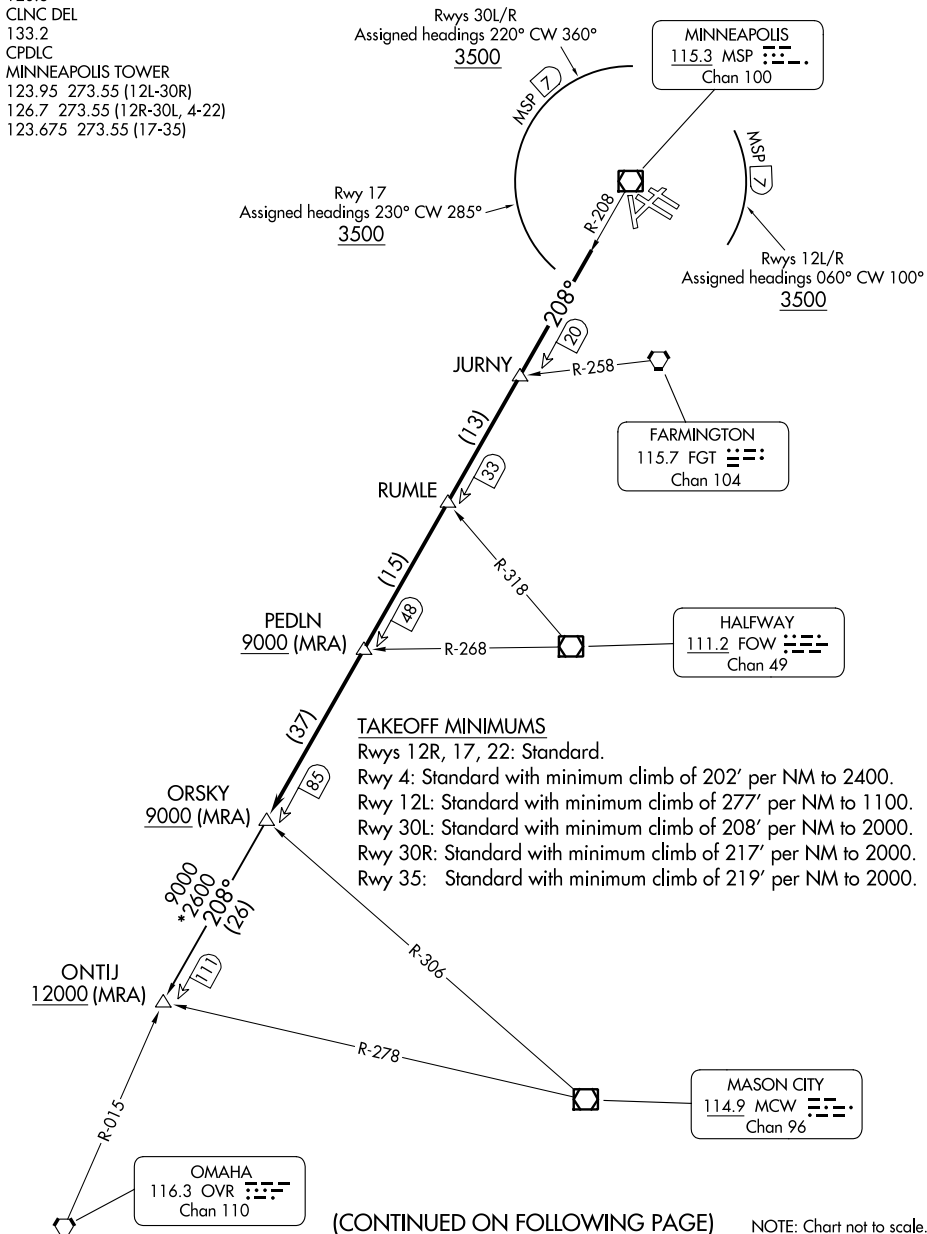 CLNC DEL
133.2
CPDLC
MINNEAPOLIS TOWER
123.95 273.55 (12L-30R)
126.7 273.55 (12R-30L, 4-22)
123.675 273.55 (17-35)
Rwys 30L/R
Assigned headings 220° CW 360°
3500
MINNEAPOLIS
115.3 MSP
Chan 100
MSP 7
MSP 7
Rwy 17
Assigned headings 230° CW 285°
3500
R-208
Rwys 12L/R
Assigned headings 060° CW 100°
3500
208°
20
JURNY
R-258
FARMINGTON
115.7 FGT
Chan 104
(13)
33
RUMLE
R-318
(15)
48
PEDLN
9000 (MRA)
R-268
HALFWAY
111.2 FOW
Chan 49
(37)
TAKEOFF MINIMUMS
Rwys 12R, 17, 22: Standard.
Rwy 4: Standard with minimum climb of 202' per NM to 2400.
Rwy 12L: Standard with minimum climb of 277' per NM to 1100.
Rwy 30L: Standard with minimum climb of 208' per NM to 2000.
Rwy 30R: Standard with minimum climb of 217' per NM to 2000.
Rwy 35: Standard with minimum climb of 219' per NM to 2000.
85
ORSKY
9000 (MRA)
9000
*2600
208°
(26)
R-306
111
ONTIJ
12000 (MRA)
R-278
R-015
MASON CITY
114.9 MCW
Chan 96
OMAHA
116.3 OVR
Chan 110
(CONTINUED ON FOLLOWING PAGE)
NOTE: Chart not to scale.